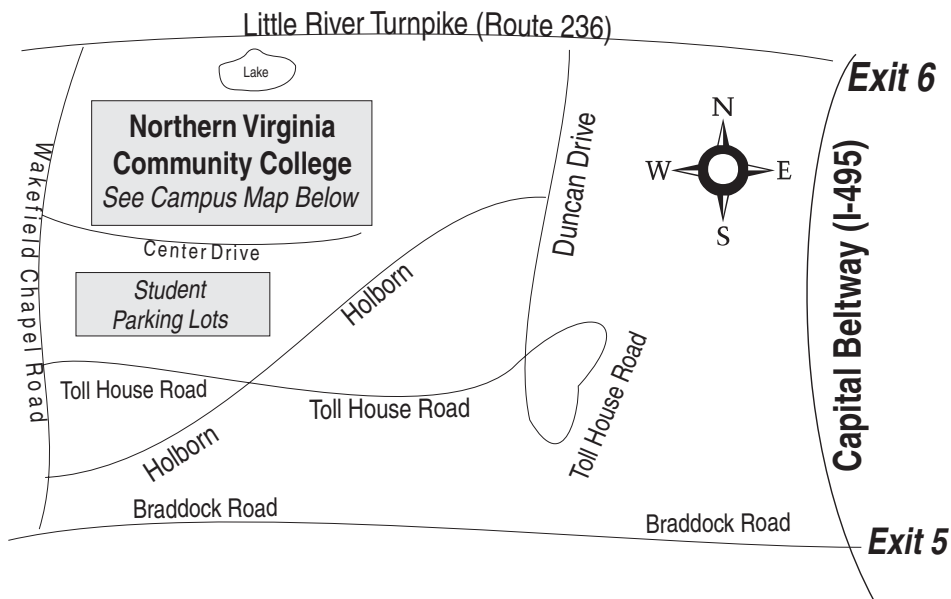 Little River Turnpike (Route 236)
Lake
Exit 6
Northern Virginia
Community College
See Campus Map Below
N
W
E
S
Wakefield Chapel Road
Duncan Drive
Capital Beltway (I-495)
Center Drive
Student
Parking Lots
Holborn
Toll House Road
Toll House Road
Toll House Road
Holborn
Braddock Road
Braddock Road
Exit 5